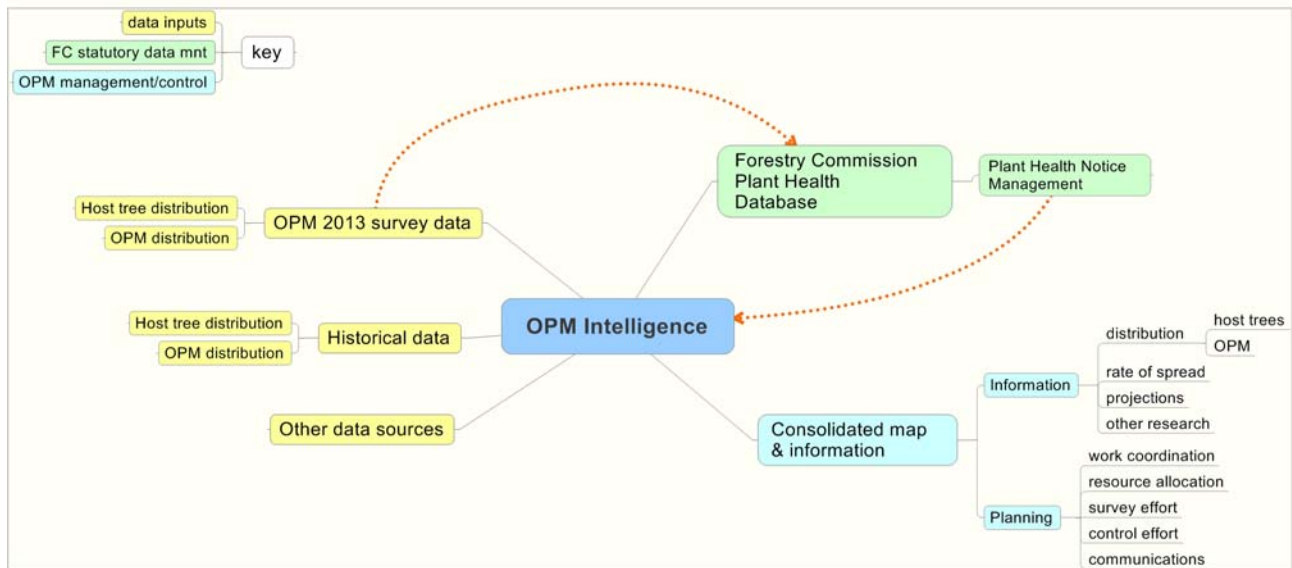 data inputs
FC statutory data mnt
OPM management/control
key
Forestry Commission
Plant Health
Database
Plant Health Notice
Management
Host tree distribution
OPM distribution
OPM 2013 survey data
OPM Intelligence
Host tree distribution
OPM distribution
Historical data
Other data sources
Consolidated map
& information
Information
distribution
host trees
OPM
rate of spread
projections
other research
Planning
work coordination
resource allocation
survey effort
control effort
communications